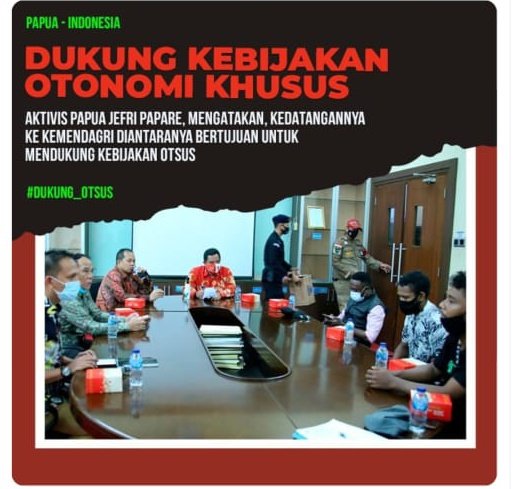 PAPUA - INDONESIA
DUKUNG KEBIJAKAN
OTONOMI KHUSUS
AKTIVIS PAPUA JEFRI PAPARE, MENGATAKAN, KEDATANGANNYA
KE KEMENDAGRI DIANTARANYA BERTUJUAN UNTUK
MENDUKUNG KEBIJAKAN OTSUS
#DUKUNG_OTSUS